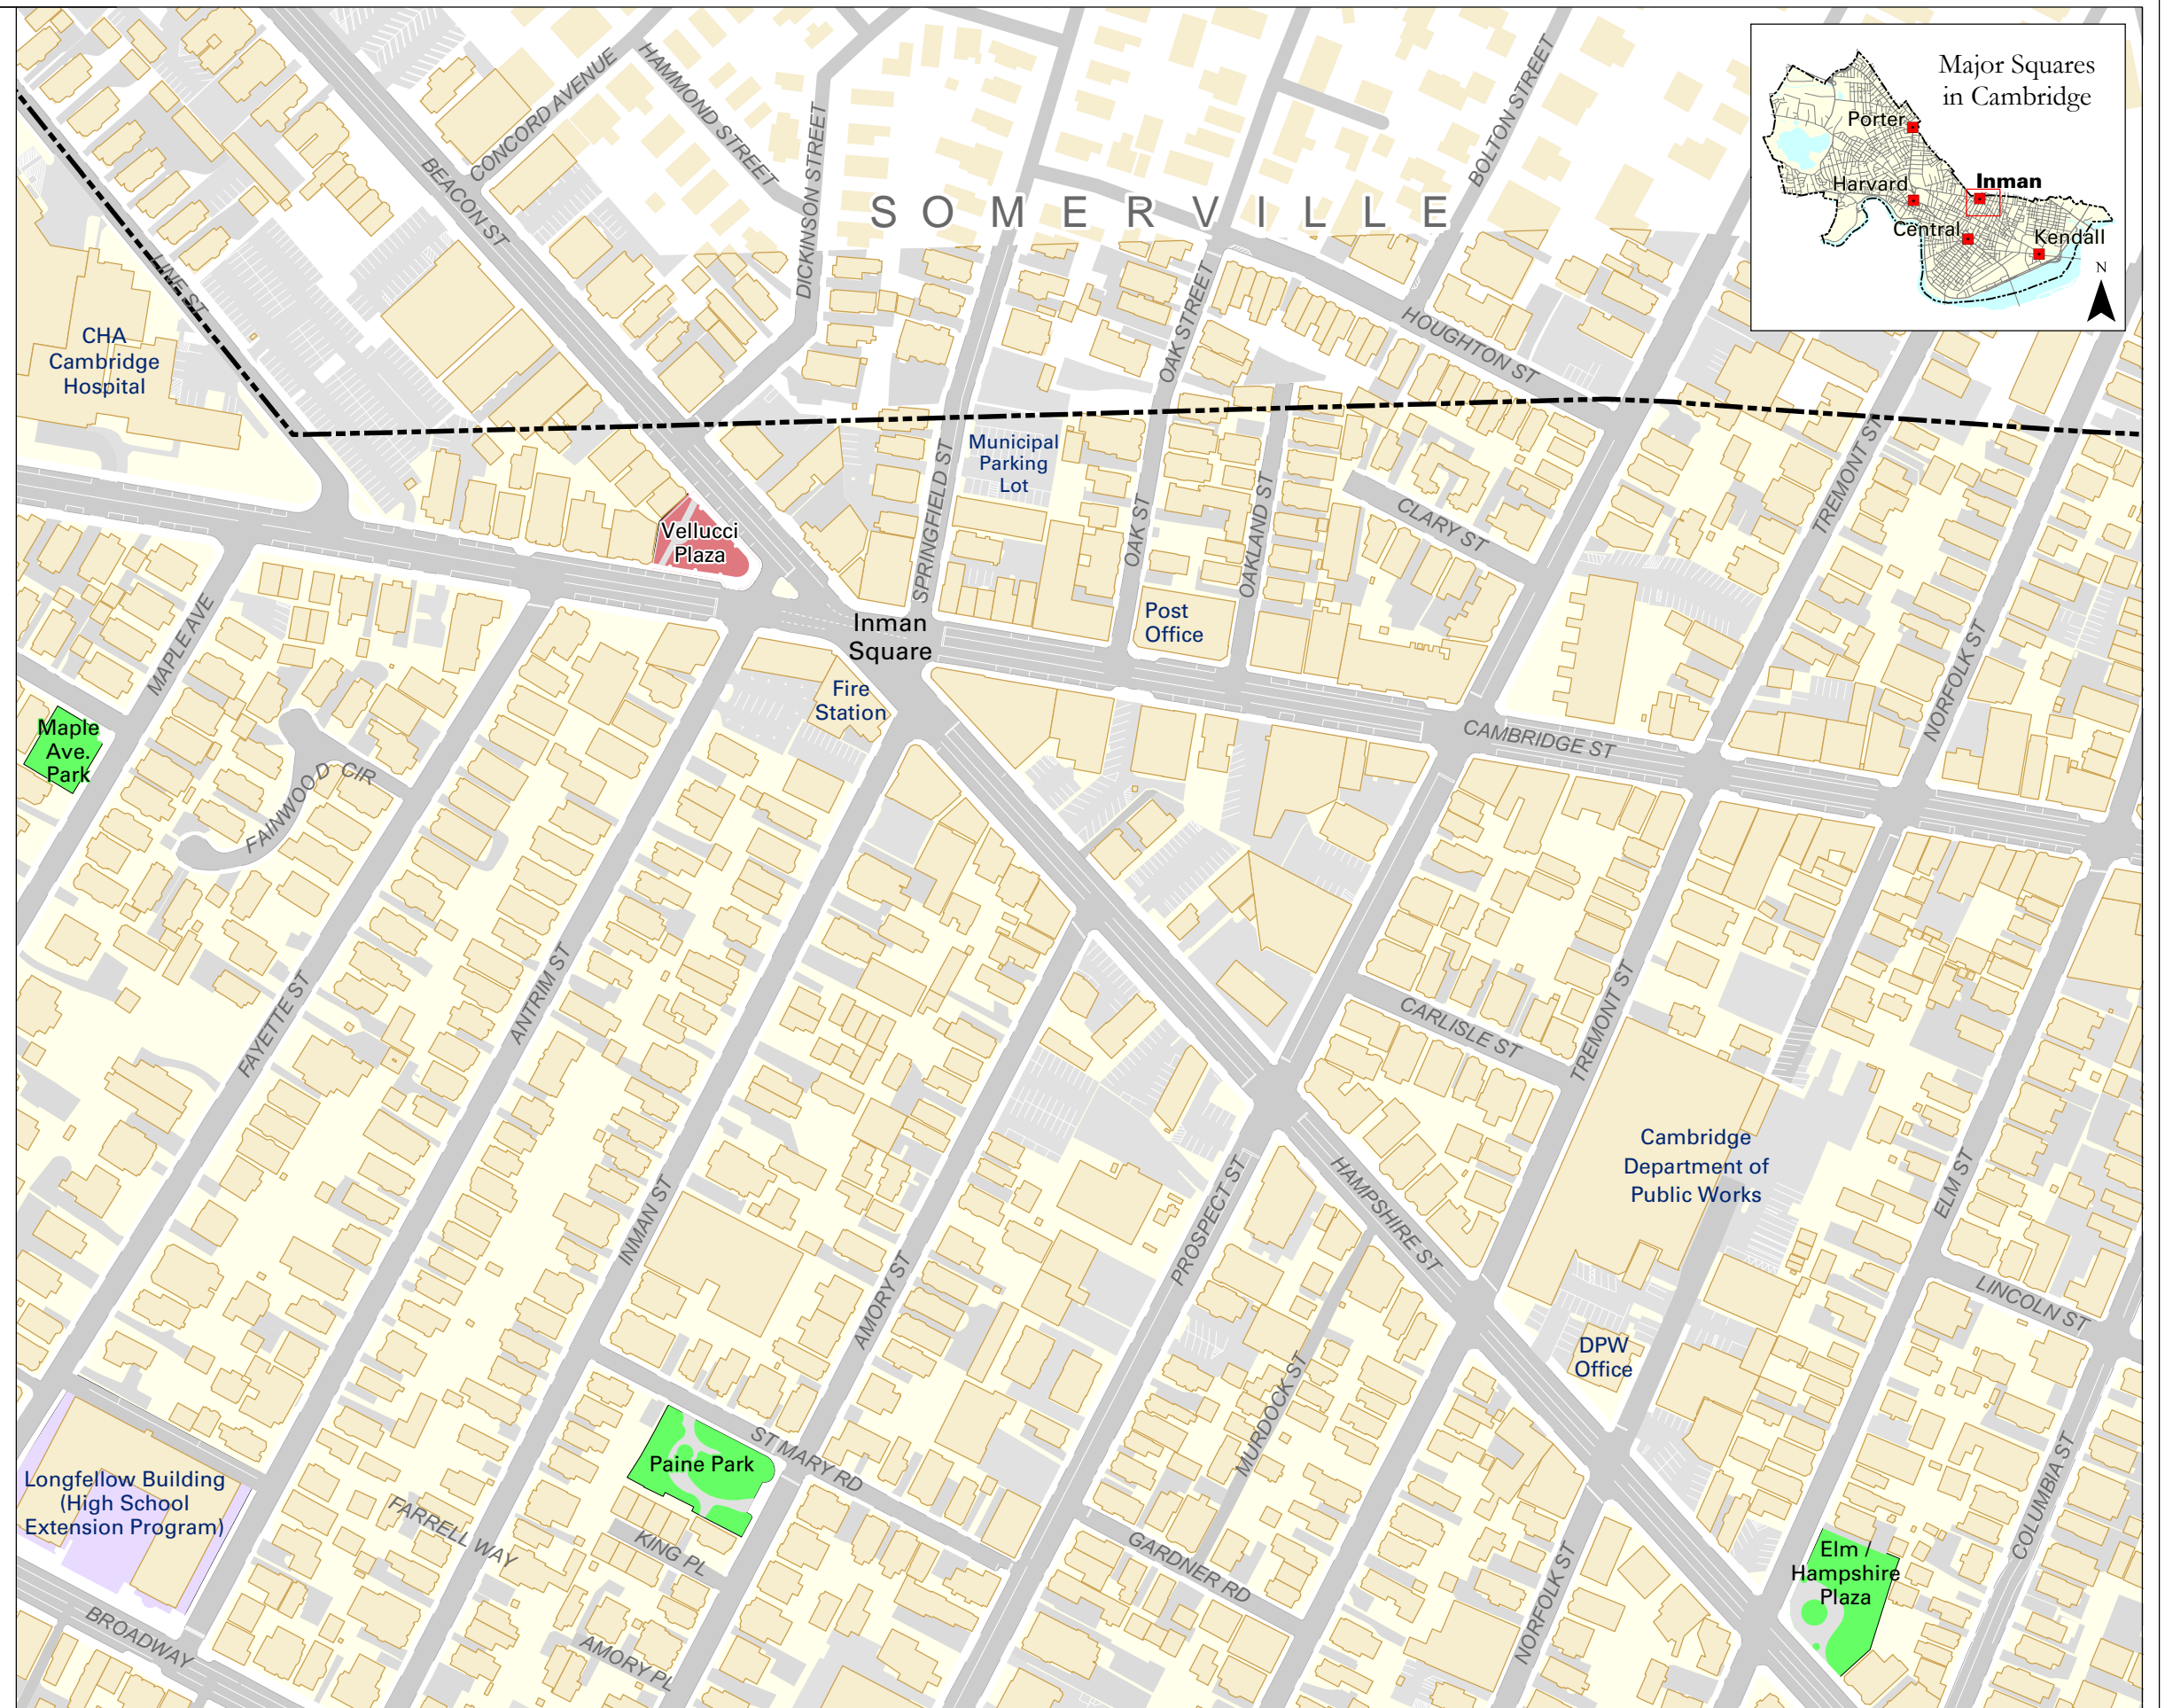 Major Squares
in Cambridge
Porter
Harvard
Inman
Central
Kendall
N
CONCORD AVENUE
HAMMOND STREET
BEACON ST
DICKINSON STREET
BOLTON STREET
SOMERVILLE
LINE ST
OAK STREET
HOUGHTON ST
CHA
Cambridge
Hospital
Municipal
Parking
Lot
SPRINGFIELD ST
OAK ST
OAKLAND ST
CLARY ST
TREMONT ST
Vellucci
Plaza
Inman
Square
Post
Office
MAPLE AVE
Fire
Station
NORFOLK ST
CAMBRIDGE ST
Maple
Ave.
Park
FAINWOOD CIR
FAYETTE ST
ANTRIM ST
CARLISLE ST
TREMONT ST
Cambridge
Department of
Public Works
INMAN ST
AMORY ST
PROSPECT ST
HAMPSHIRE ST
ELM ST
LINCOLN ST
DPW
Office
MURDOCK ST
ST MARY RD
Paine Park
Longfellow Building
(High School
Extension Program)
FARRELL WAY
KING PL
GARDNER RD
COLUMBIA ST
Elm /
Hampshire
Plaza
NORFOLK ST
BROADWAY
AMORY PL